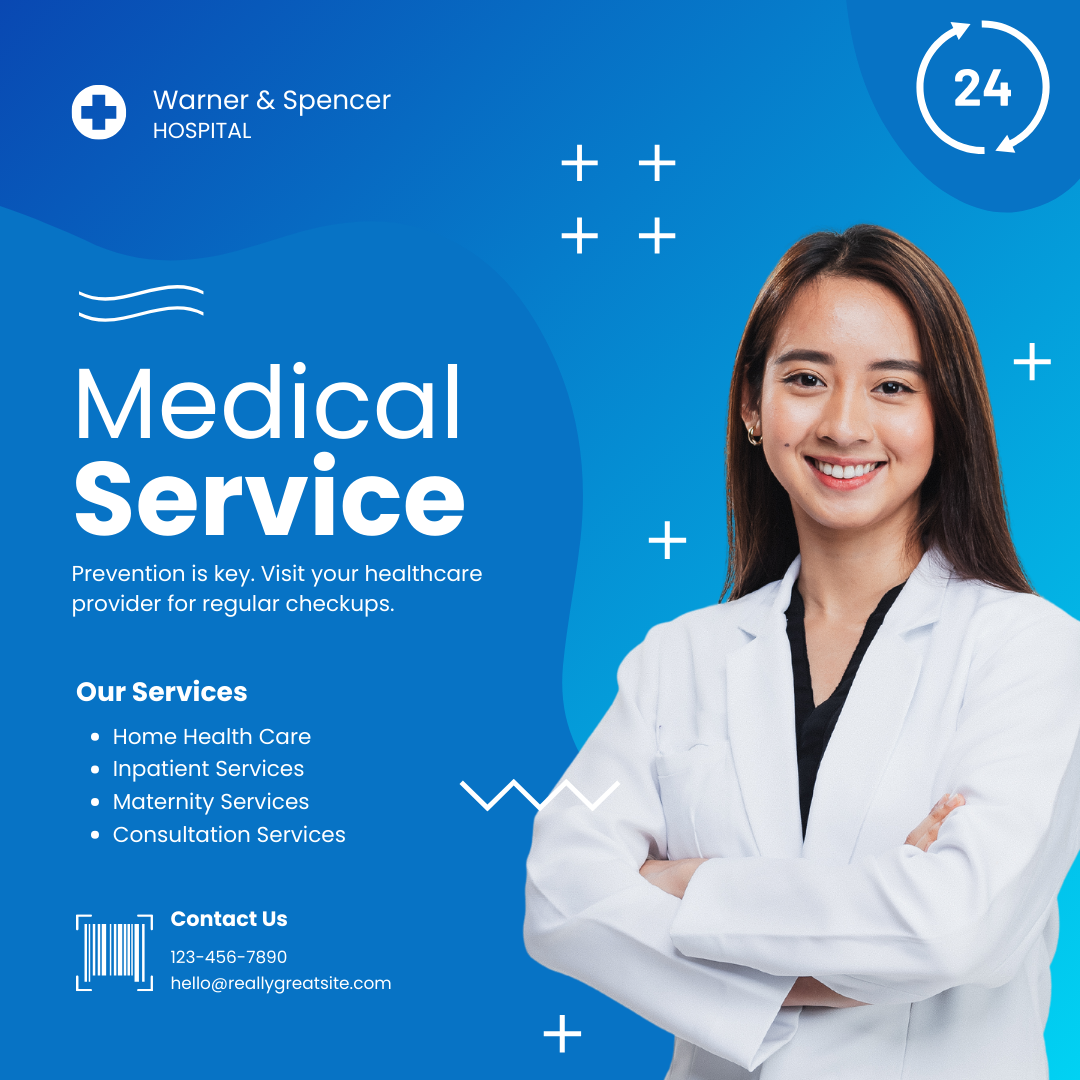 Warner & Spencer
HOSPITAL
24
Medical
Service
Prevention is key. Visit your healthcare
provider for regular checkups.
Our Services
• Home Health Care
• Inpatient Services
• Maternity Services
• Consultation Services
Contact Us
123-456-7890
hello@reallygreatsite.com